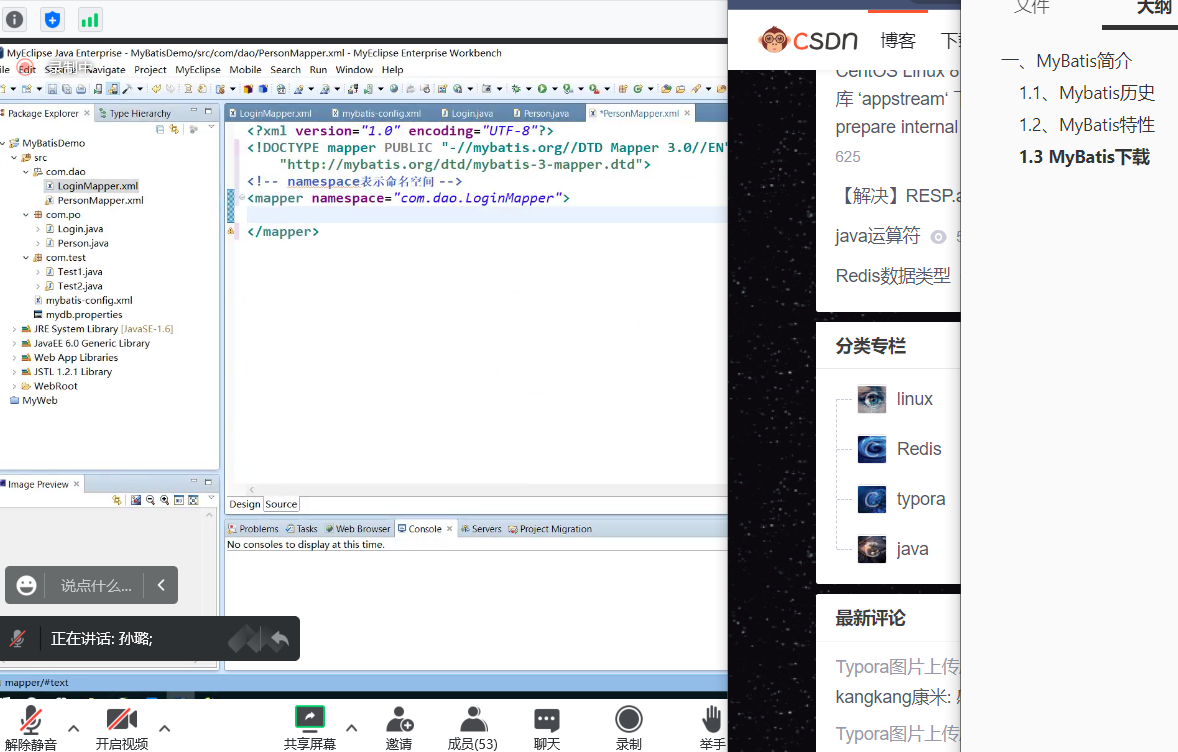 MyEclipse Java Enterprise - MyBatisDemo/src/com/dao/PersonMapper.xml - MyEclipse Enterprise Workbench
ile Edit Navigate Project MyEclipse Mobile Search Run Window Help
录制中
Package Explorer
Type Hierarchy
MyBatisDemo
src
com.dao
LoginMapper.xml
PersonMapper.xml
com.po
Login.java
Person.java
com.test
Test1.java
Test2.java
mybatis-config.xml
mydb.properties
JRE System Library [JavaSE-1.6]
JavaEE 6.0 Generic Library
Web App Libraries
JSTL 1.2.1 Library
WebRoot
MyWeb
Image Preview
LoginMapper.xml mybatis-config.xml Login.java Person.java *PersonMapper.xml
<?xml version="1.0" encoding="UTF-8"?>
<!DOCTYPE mapper PUBLIC "-//mybatis.org//DTD Mapper 3.0//EN"
"http://mybatis.org/dtd/mybatis-3-mapper.dtd">
<!-- namespace表示命名空间 -->
<mapper namespace="com.dao.LoginMapper">
</mapper>
Design Source
Problems Tasks Web Browser Console Servers Project Migration
No consoles to display at this time.
说点什么...
正在讲话: 孙璐;
mapper/#text
解除静音 开启视频 共享屏幕 邀请 成员(53) 聊天 录制 举手
CSDN 博客 下
CentOS Linux 8
库 'appstream'
prepare internal
625
【解决】RESP.a
java运算符
Redis数据类型
分类专栏
linux
Redis
typora
java
最新评论
Typora图片上传
kangkang康米:
Typora图片上传
文件 大纲
一、MyBatis简介
1.1、Mybatis历史
1.2、MyBatis特性
1.3 MyBatis下载